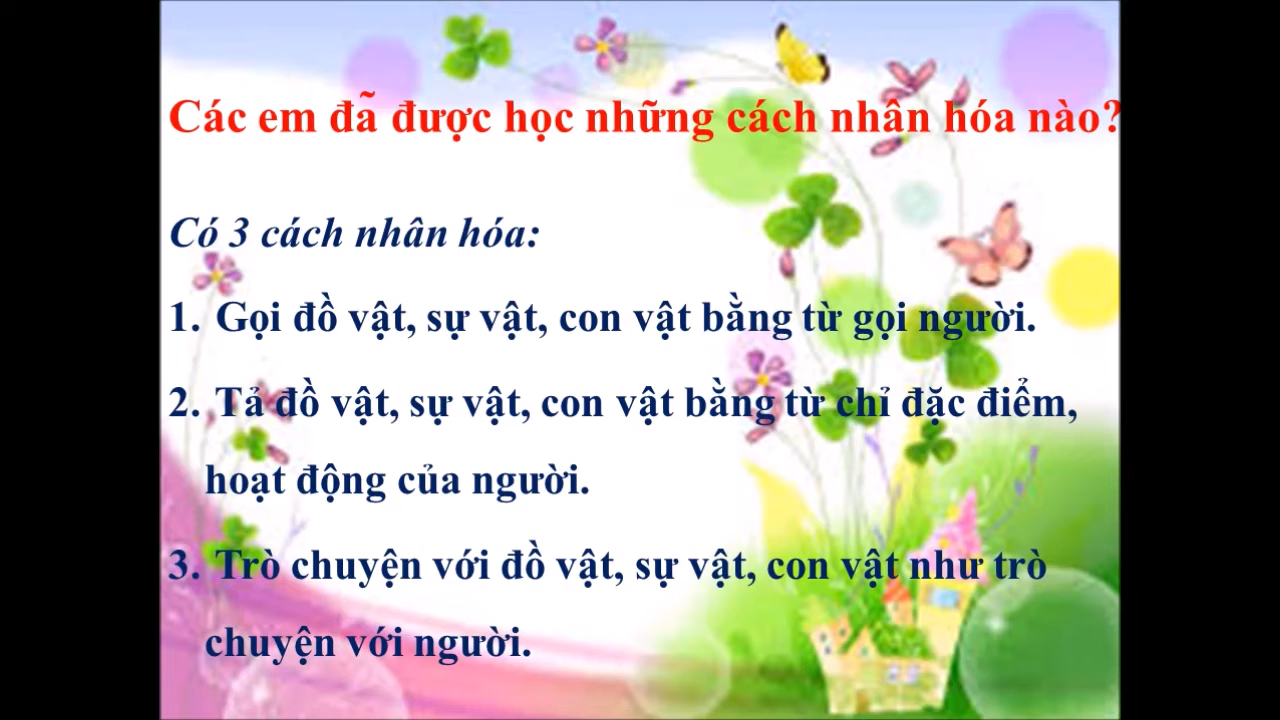 Các em đã được học những cách nhân hóa nào?
Có 3 cách nhân hóa:
1. Gọi đồ vật, sự vật, con vật bằng từ gọi người.
2. Tả đồ vật, sự vật, con vật bằng từ chỉ đặc điểm,
hoạt động của người.
3. Trò chuyện với đồ vật, sự vật, con vật như trò
chuyện với người.